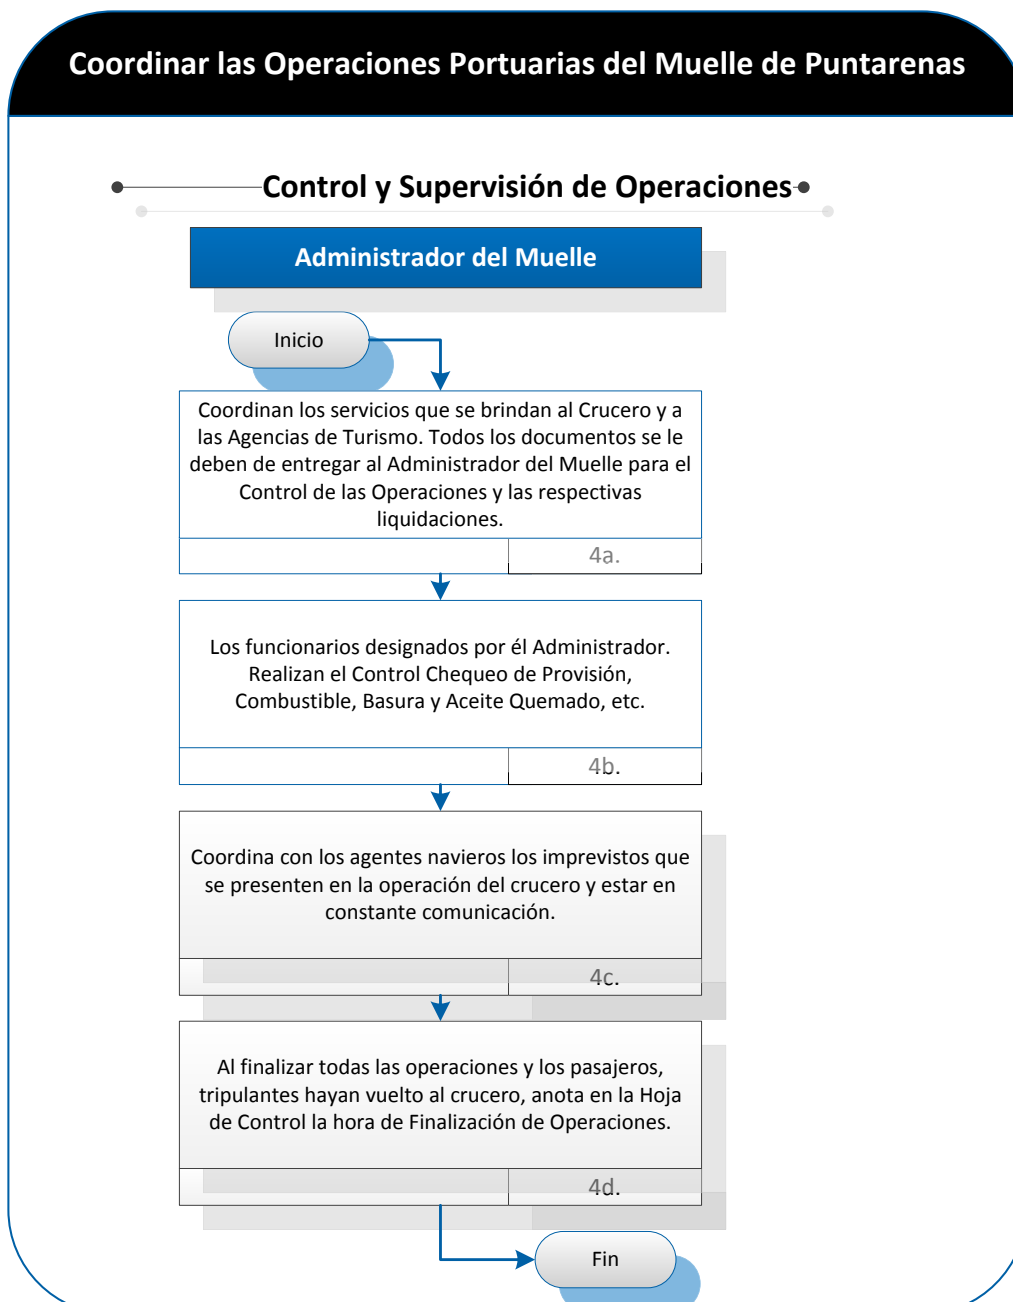 Coordinar las Operaciones Portuarias del Muelle de Puntarenas
Control y Supervisión de Operaciones
Administrador del Muelle
Inicio
Coordinan los servicios que se brindan al Crucero y a
las Agencias de Turismo. Todos los documentos se le
deben de entregar al Administrador del Muelle para el
Control de las Operaciones y las respectivas
liquidaciones.
4a.
Los funcionarios designados por él Administrador.
Realizan el Control Chequeo de Provisión,
Combustible, Basura y Aceite Quemado, etc.
4b.
Coordina con los agentes navieros los imprevistos que
se presenten en la operación del crucero y estar en
constante comunicación.
4c.
Al finalizar todas las operaciones y los pasajeros,
tripulantes hayan vuelto al crucero, anota en la Hoja
de Control la hora de Finalización de Operaciones.
4d.
Fin